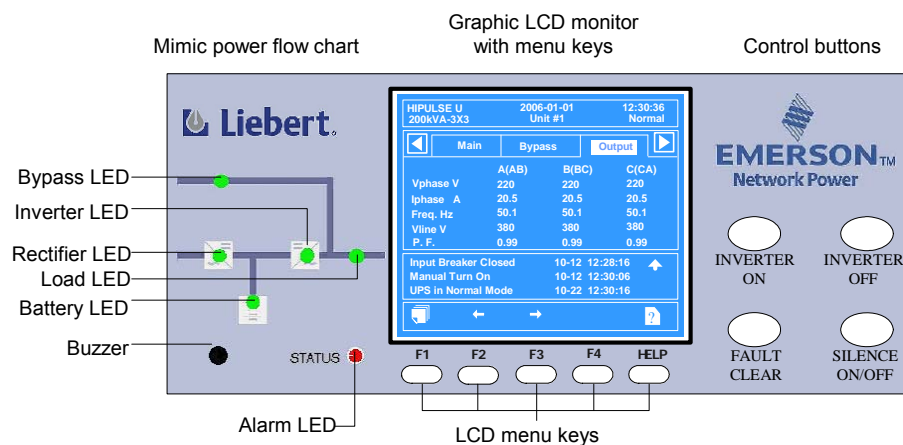 Mimic power flow chart
Graphic LCD monitor
with menu keys
Control buttons
Liebert.
HIPULSE U 2006-01-01 12:30:36
200kVA-3X3 Unit #1 Normal
Main Bypass Output
A(AB) B(BC) C(CA)
Vphase V 220 220 220
Iphase A 20.5 20.5 20.5
Freq. Hz 50.1 50.1 50.1
Vline V 380 380 380
P. F. 0.99 0.99 0.99
Input Breaker Closed 10-12 12:28:16
Manual Turn On 10-12 12:30:06
UPS in Normal Mode 10-22 12:30:16
?
F1 F2 F3 F4 HELP
EMERSON TM
Network Power
INVERTER
ON
INVERTER
OFF
FAULT
CLEAR
SILENCE
ON/OFF
Bypass LED
Inverter LED
Rectifier LED
Load LED
Battery LED
Buzzer
STATUS
Alarm LED
LCD menu keys